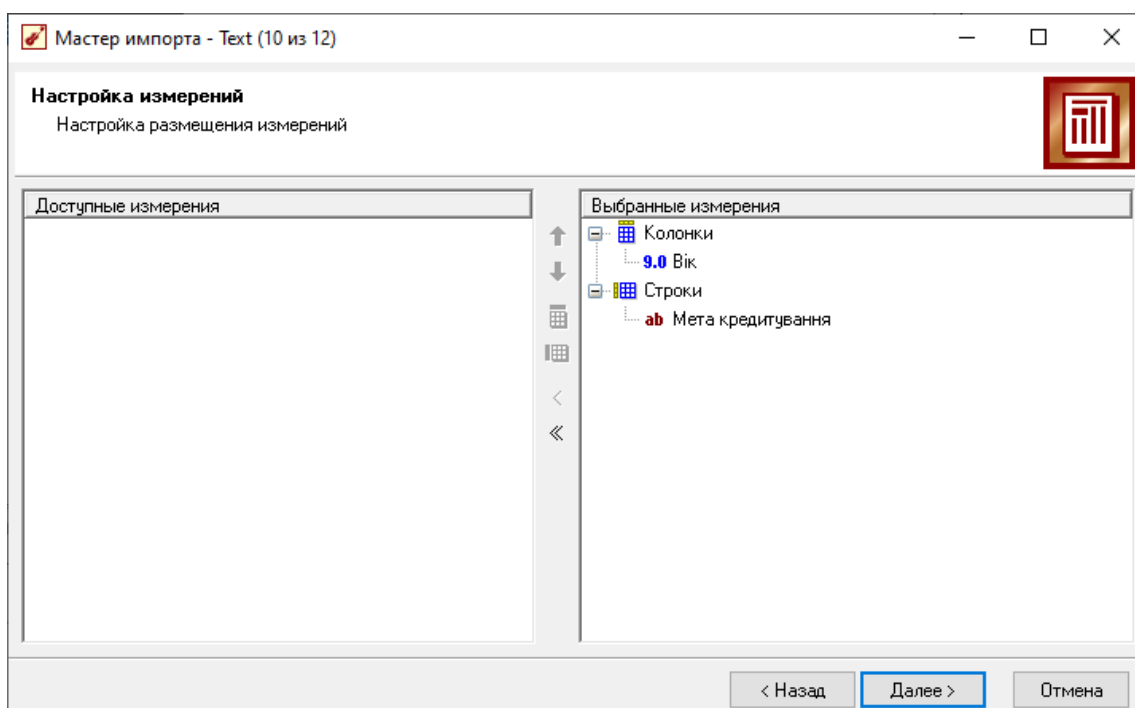 Мастер импорта - Text (10 из 12)
Настройка измерений
Настройка размещения измерений
Доступные измерения
Выбранные измерения
Колонки
9.0 Вік
Строки
ab Мета кредитування
< Назад
Далее >
Отмена